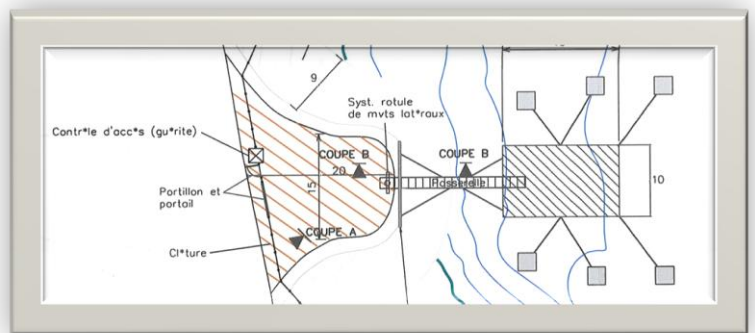 9
Syst. rotule
de mvts lat*raux
Contr*le d'acc*s (gu*rite)
COUPE B
COUPE B
20
Passerelle
15
10
Portillon et
portail
COUPE A
Cl*ture